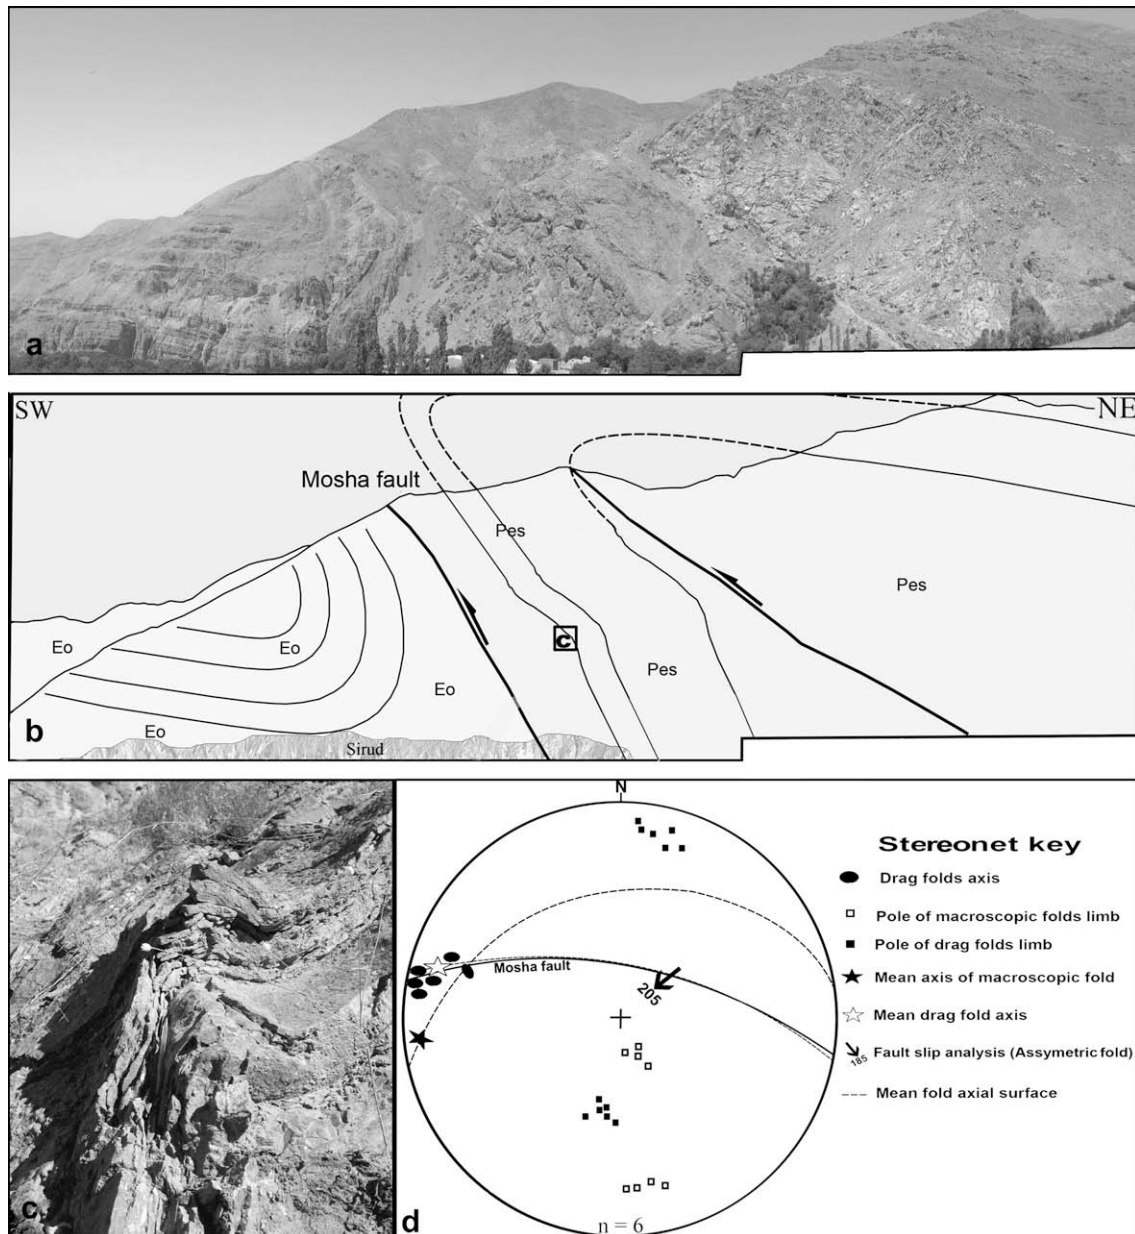 a
SW
NE
Mosha fault
Pes
Pes
C
Eo
Eo
Pes
Eo
b
Eo
Sirud
c
N
Mosha fault
205
d
n = 6
Stereonet key
Drag folds axis
Pole of macroscopic folds limb
Pole of drag folds limb
Mean axis of macroscopic fold
Mean drag fold axis
185
Fault slip analysis (Assymetric fold)
Mean fold axial surface